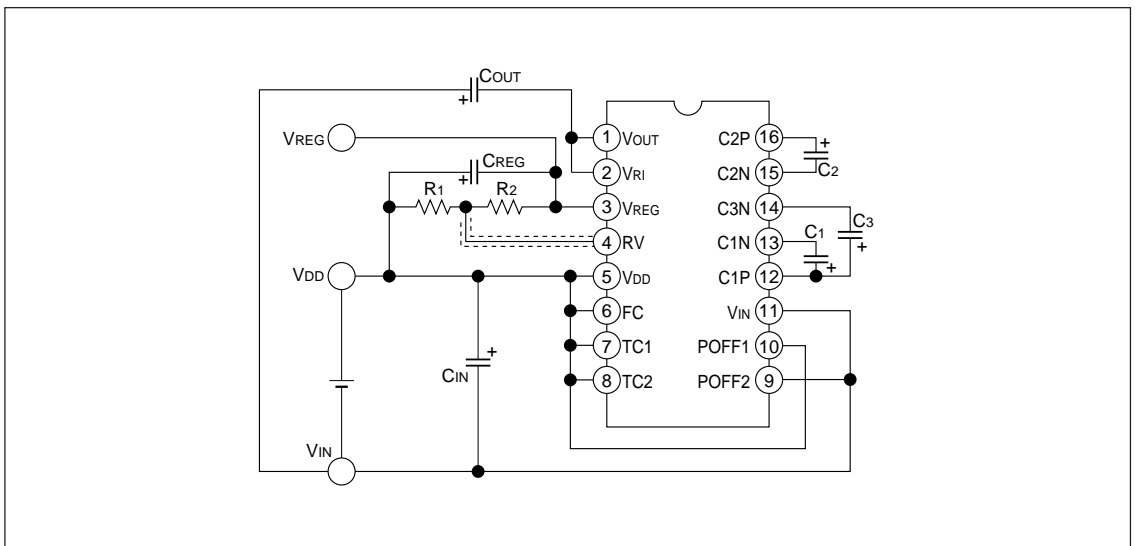 COUT
+
VREG
CREG
+
R1 R2
VDD
CIN
+
VIN
1 VOUT
2 VRI
3 VREG
4 RV
5 VDD
6 FC
7 TC1
8 TC2
C2P 16
C2N 15
C3N 14
C1N 13
C1P 12
VIN 11
POFF1 10
POFF2 9
+
C2
C1
+
C3
+